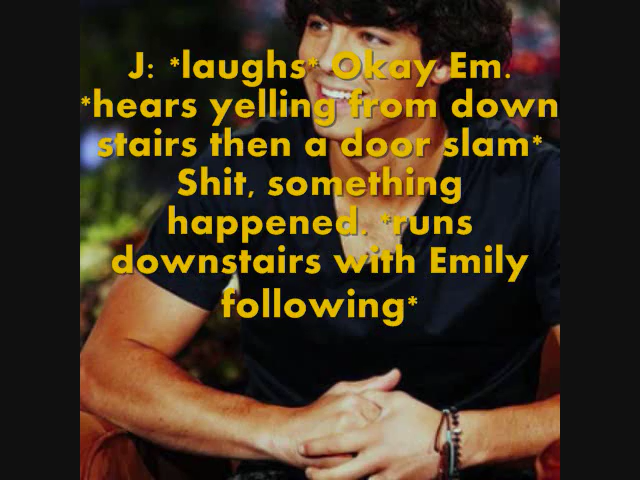 J: *laughs* Okay Em.
*hears yelling from down
stairs then a door slam*
Shit, something
happened. *runs
downstairs with Emily
following*